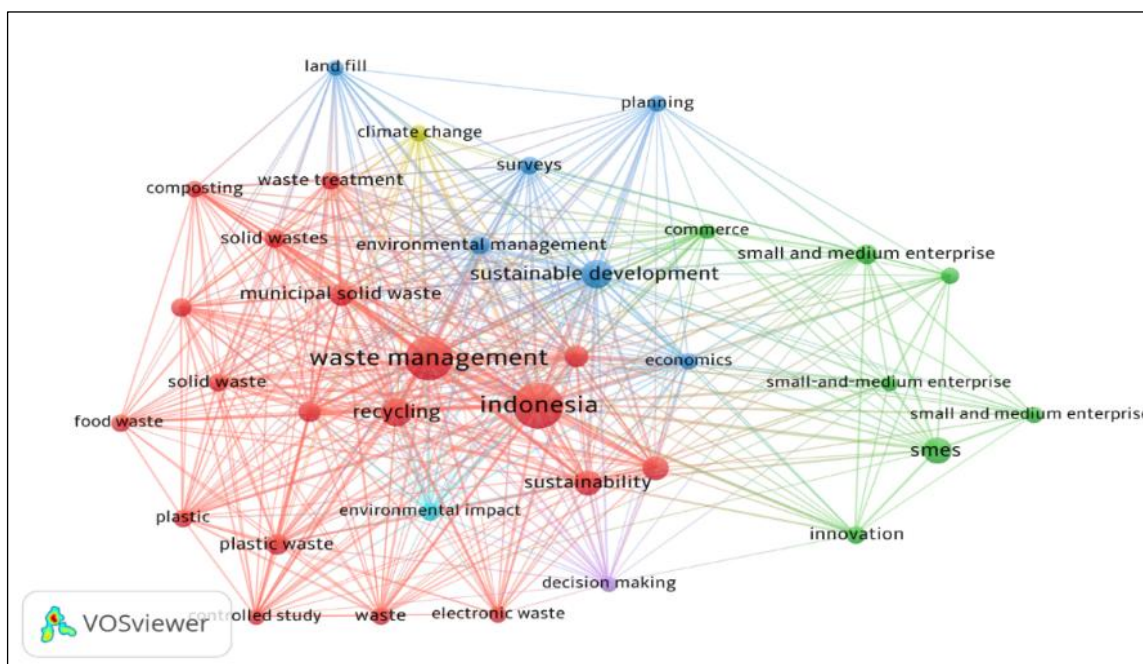 land fill
planning
climate change
surveys
waste treatment
composting
commerce
solid wastes
environmental management
small and medium enterprise
sustainable development
municipal solid waste
waste management
economics
solid waste
small-and-medium enterprise
indonesia
recycling
small and medium enterprise
food waste
smes
sustainability
environmental impact
plastic
innovation
plastic waste
decision making
controlled study
waste
electronic waste
VOSviewer